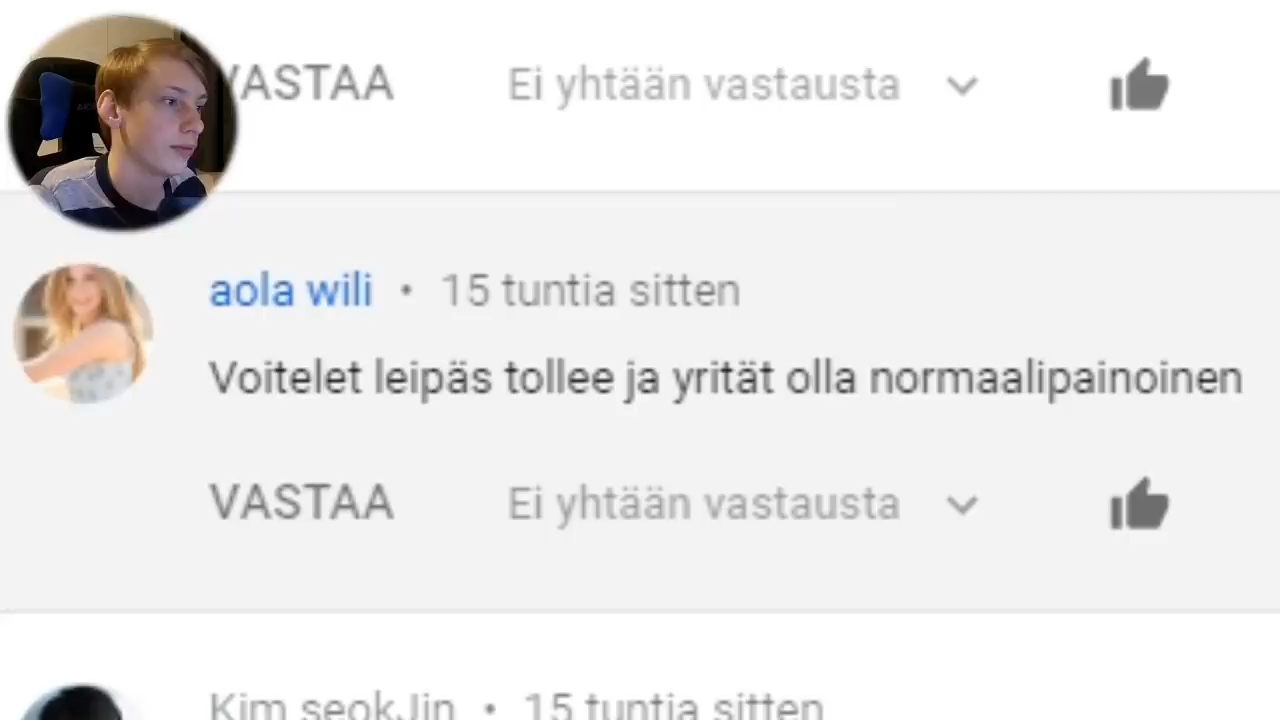 VASTAA Ei yhtään vastausta
aola wili • 15 tuntia sitten
Voitelet leipäs tollee ja yrität olla normaalipainoinen
VASTAA Ei yhtään vastausta
Kim seokJin • 15 tuntia sitten